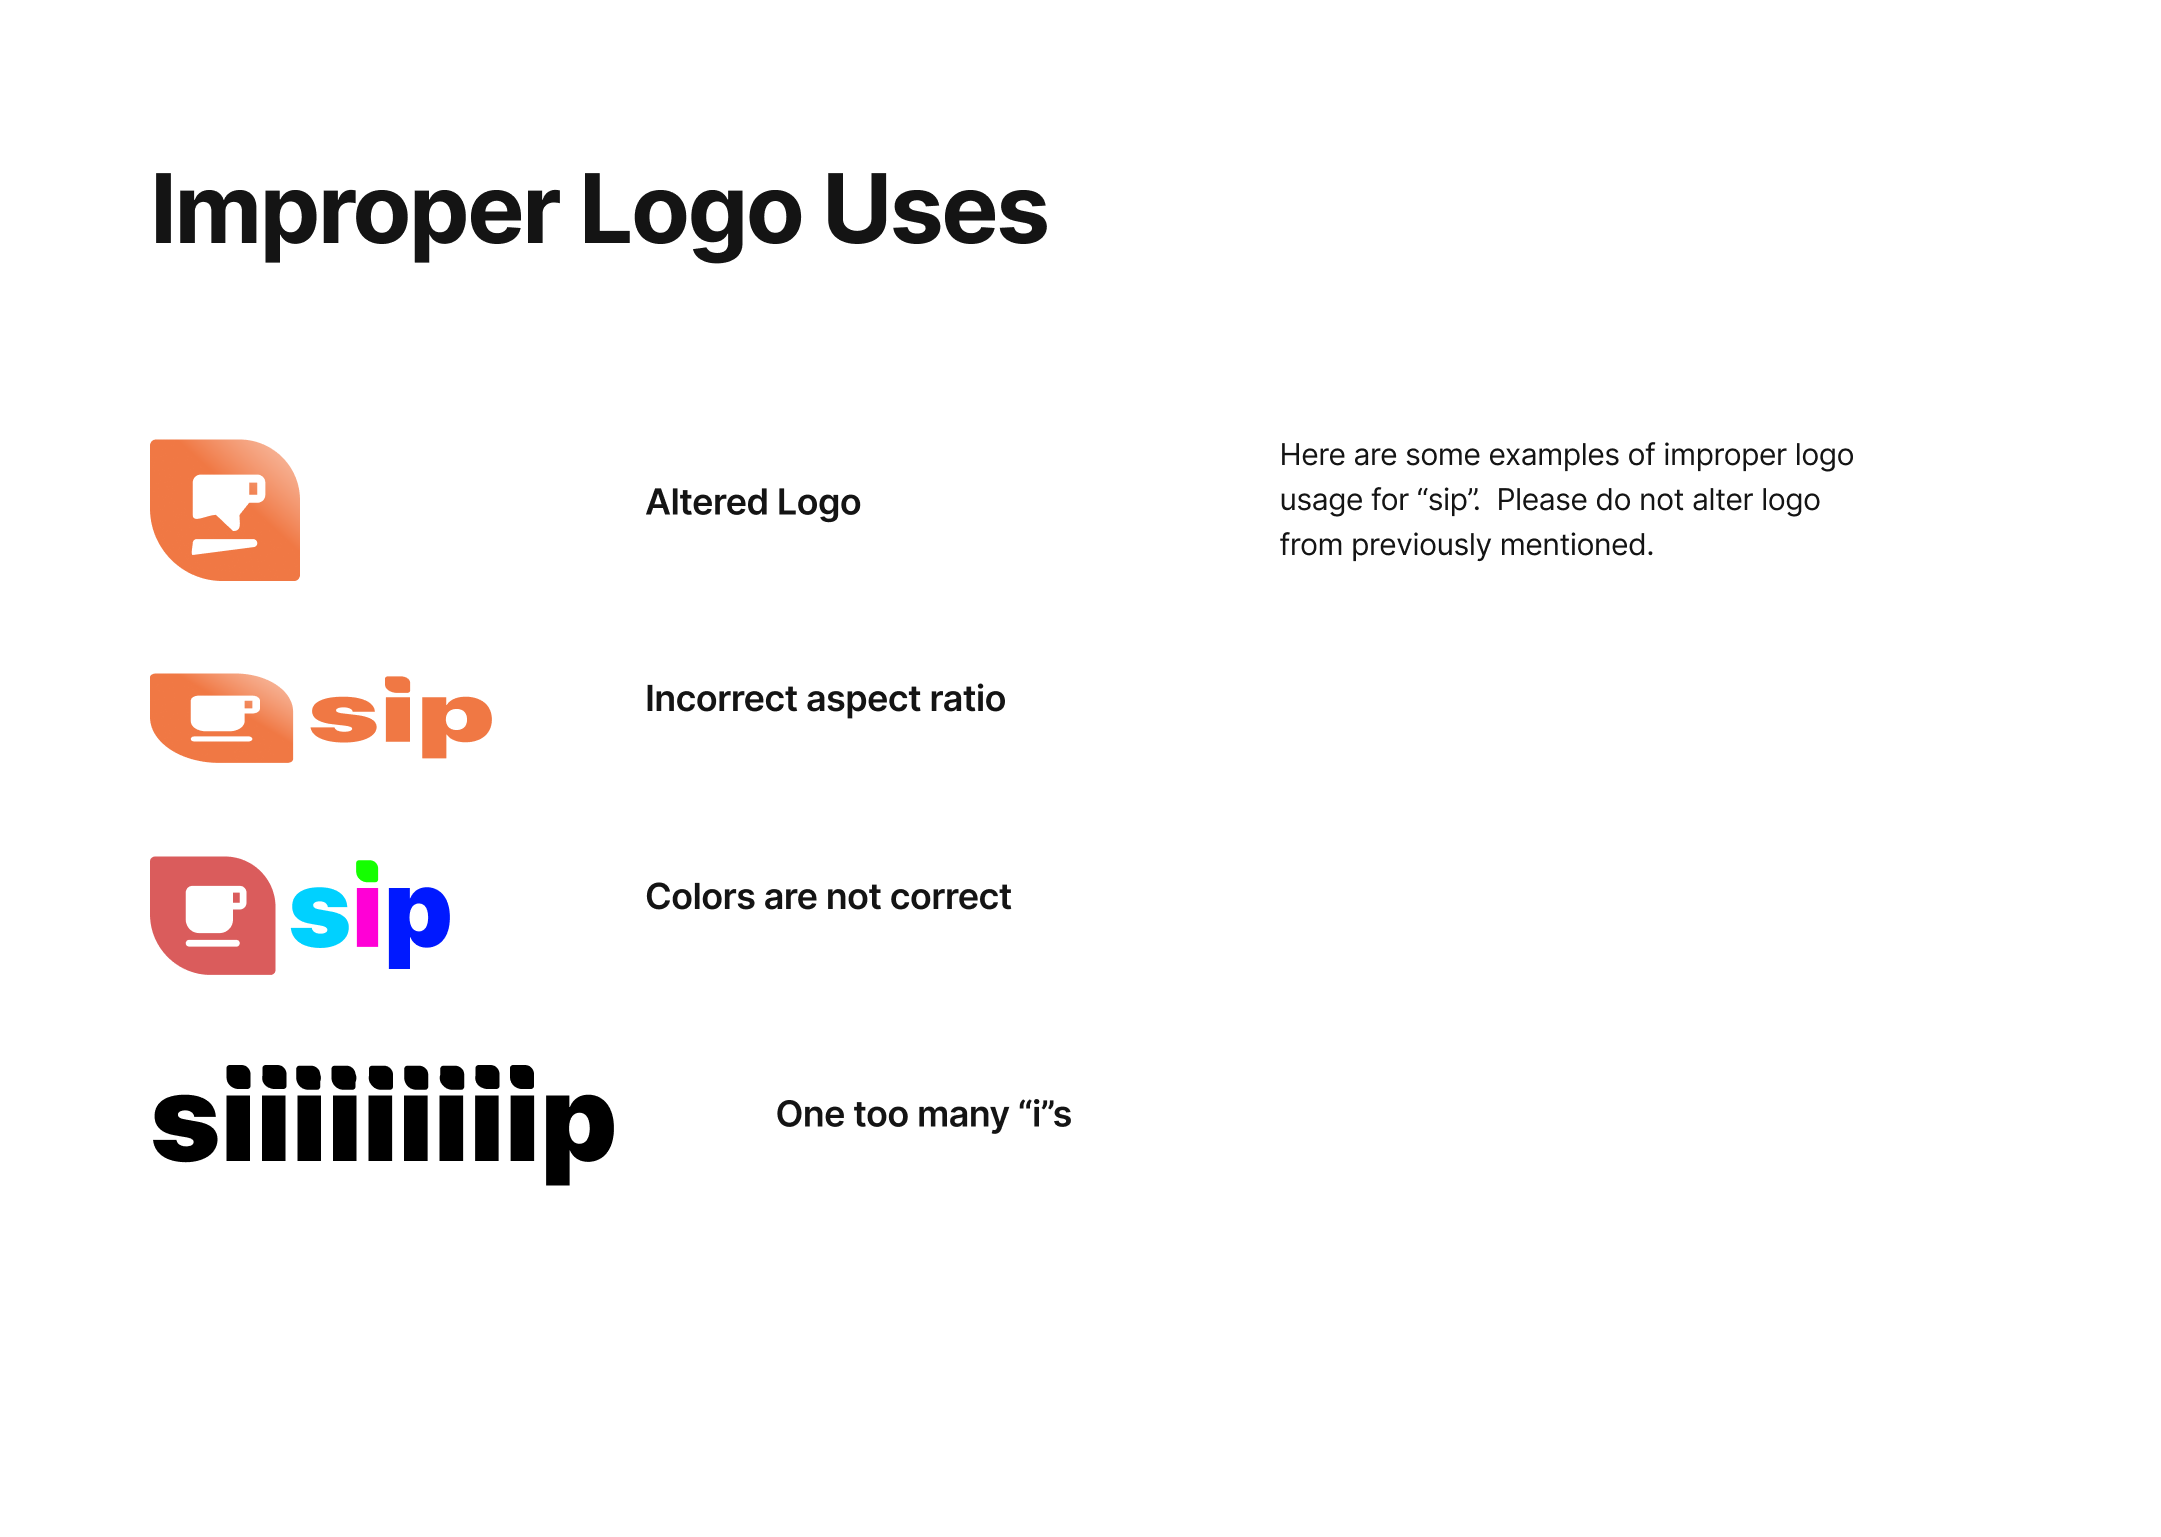 Improper Logo Uses
Altered Logo
Here are some examples of improper logo
usage for “sip”.  Please do not alter logo
from previously mentioned.
sip
Incorrect aspect ratio
sip
Colors are not correct
siiiiiiiiip
One too many “i”s